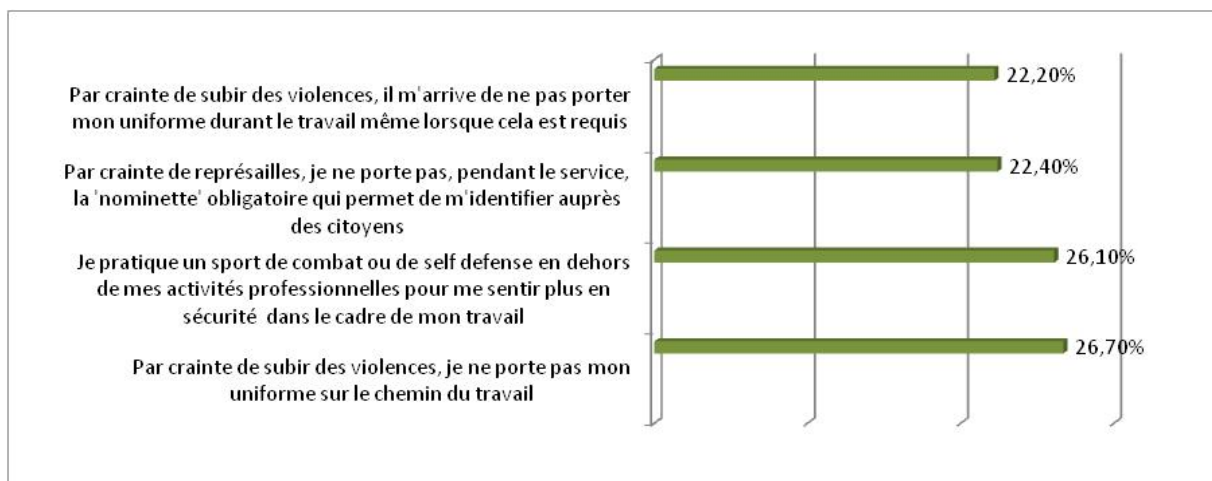 22,20%
Par crainte de subir des violences, il m'arrive de ne pas porter
mon uniforme durant le travail même lorsque cela est requis
Par crainte de représailles, je ne porte pas, pendant le service,
la 'nominette' obligatoire qui permet de m'identifier auprès
des citoyens
22,40%
Je pratique un sport de combat ou de self defense en dehors
de mes activités professionnelles pour me sentir plus en
sécurité dans le cadre de mon travail
26,10%
Par crainte de subir des violences, je ne porte pas mon
uniforme sur le chemin du travail
26,70%